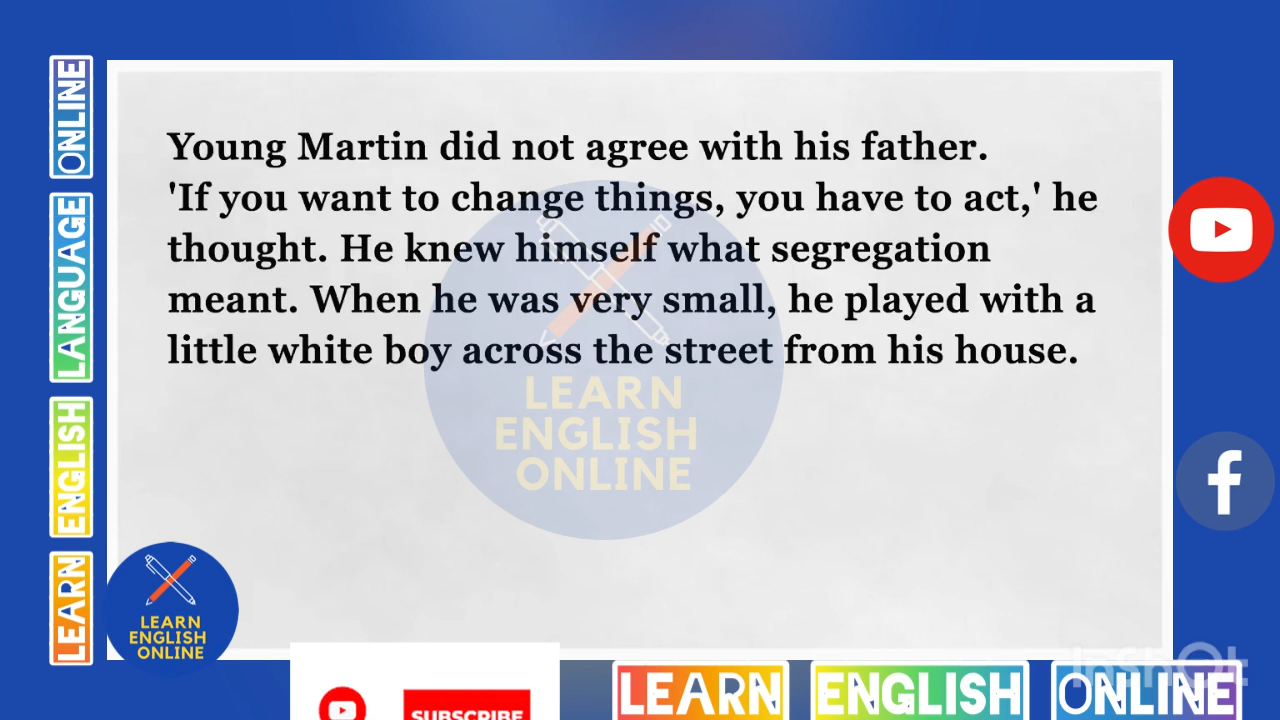 Young Martin did not agree with his father.
'If you want to change things, you have to act,' he
thought. He knew himself what segregation
meant. When he was very small, he played with a
little white boy across the street from his house.
LEARN
ENGLISH
ONLINE
LEARN ENGLISH LANGUAGE ONLINE
LEARN
ENGLISH
ONLINE
SUBSCRIBE
LEARN ENGLISH ONLINE
InShot